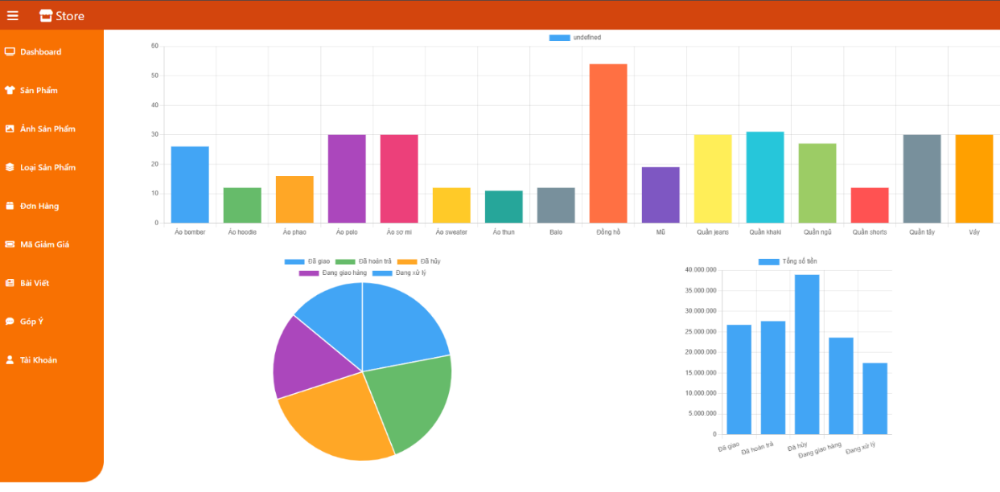 Store
Dashboard
Sản Phẩm
Ảnh Sản Phẩm
Loại Sản Phẩm
Đơn Hàng
Mã Giảm Giá
Bài Viết
Góp Ý
Tài Khoản
undefined
60
50
40
30
20
10
0
Áo bomber Áo hoodie Áo phao Áo polo Áo sơ mi Áo sweater Áo thun Balo Đồng hồ Mũ Quần jeans Quần khaki Quần ngủ Quần shorts Quần tây Váy
Đã giao Đã hoàn trả Đã hủy
Đang giao hàng Đang xử lý
Tổng số tiền
40.000.000
35.000.000
30.000.000
25.000.000
20.000.000
15.000.000
10.000.000
5.000.000
0
Đã giao Đã hoàn trả Đã hủy Đang giao hàng Đang xử lý